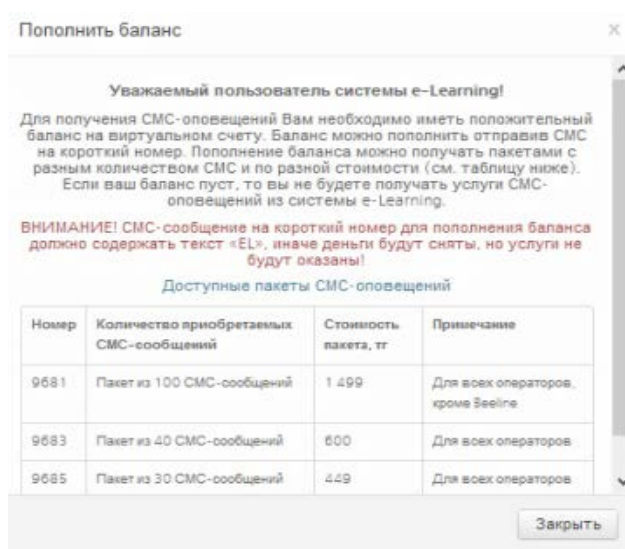 Пополнить баланс
Уважаемый пользователь системы e-Learning!
Для получения СМС-оповещений Вам необходимо иметь положительный
баланс на виртуальном счету. Баланс можно пополнить отправив СМС
на короткий номер. Пополнение баланса можно получать пакетами с
разным количеством СМС и по разной стоимости (см. таблицу ниже).
Если ваш баланс пуст, то вы не будете получать услуги СМС-
оповещений из системы e-Learning.
ВНИМАНИЕ! СМС-сообщение на короткий номер для пополнения баланса
должно содержать текст «EL», иначе деньги будут сняты, но услуги не
будут оказаны!
Доступные пакеты СМС-оповещений
Номер Количество приобретаемых СМС-сообщений Стоимость пакета, тг Примечание
9681 Пакет из 100 СМС-сообщений 1 499 Для всех операторов, кроме Beeline
9683 Пакет из 40 СМС-сообщений 600 Для всех операторов
9685 Пакет из 30 СМС-сообщений 449 Для всех операторов
Закрыть